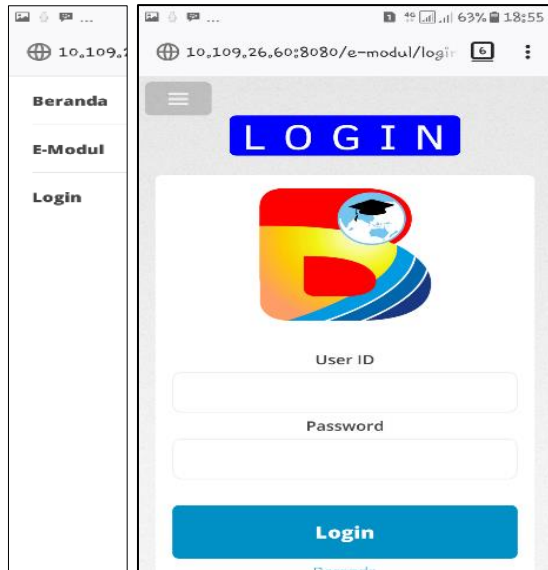 ...
10.109.2
Beranda
E-Modul
Login
... 63% 18:55
10.109.26.60:8080/e-modul/login 6
LOGIN
User ID
Password
Login